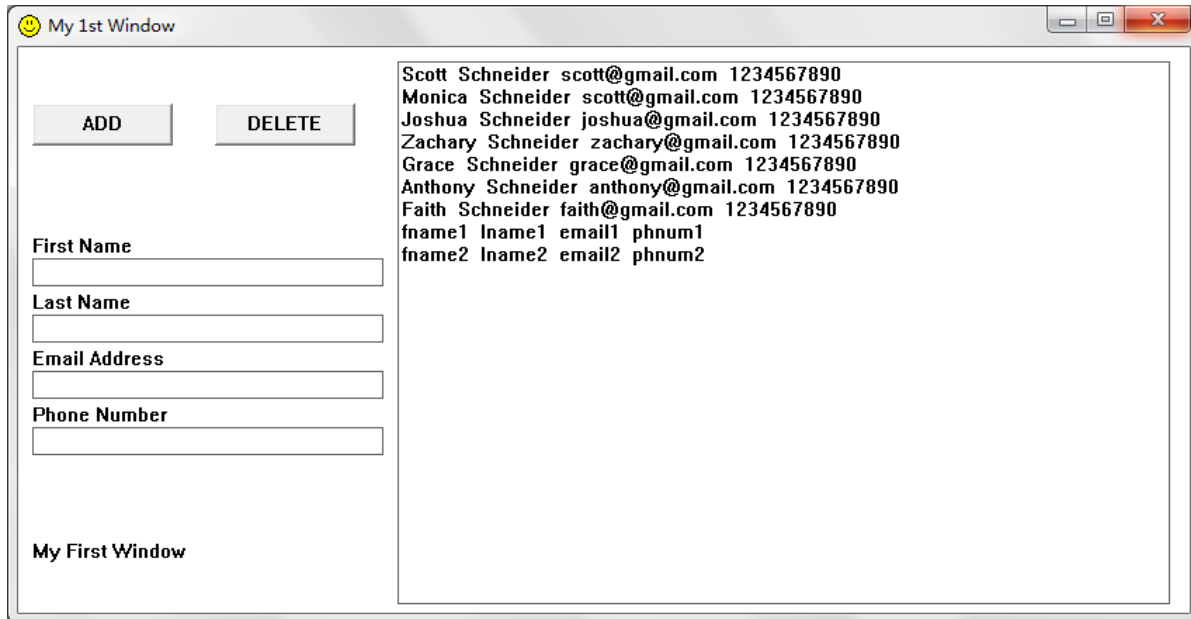 My 1st Window
ADD
DELETE
First Name
Last Name
Email Address
Phone Number
My First Window
Scott Schneider scott@gmail.com 1234567890
Monica Schneider scott@gmail.com 1234567890
Joshua Schneider joshua@gmail.com 1234567890
Zachary Schneider zachary@gmail.com 1234567890
Grace Schneider grace@gmail.com 1234567890
Anthony Schneider anthony@gmail.com 1234567890
Faith Schneider faith@gmail.com 1234567890
fname1 lname1 email1 phnum1
fname2 lname2 email2 phnum2